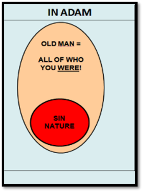 IN ADAM
OLD MAN =
ALL OF WHO
YOU WERE!
SIN
NATURE